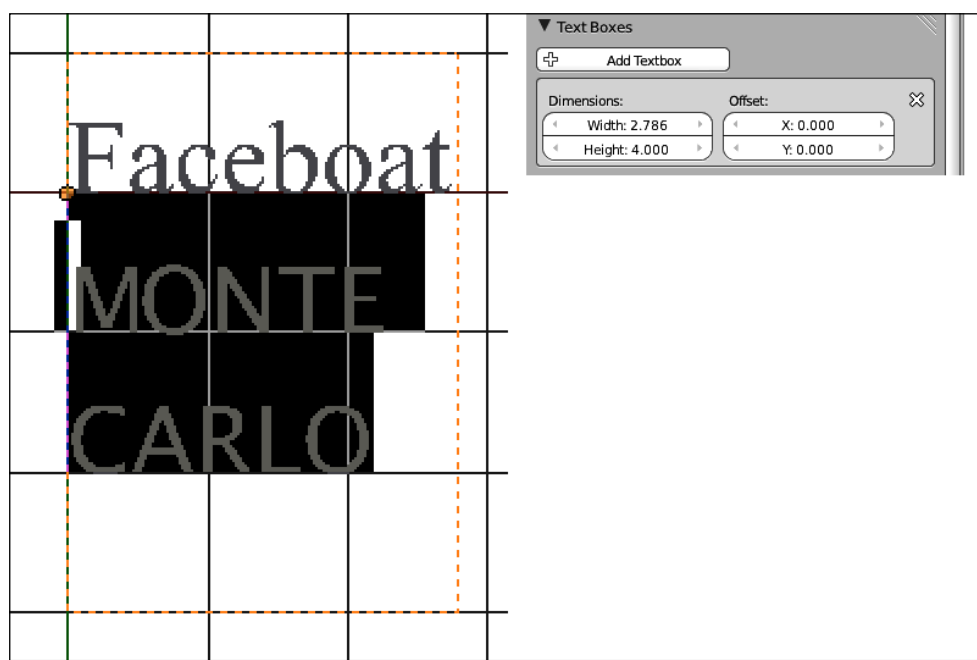 Faceboat
MONTE
CARLO
Text Boxes
Add Textbox
Dimensions: Offset:
Width: 2.786 X: 0.000
Height: 4.000 Y: 0.000